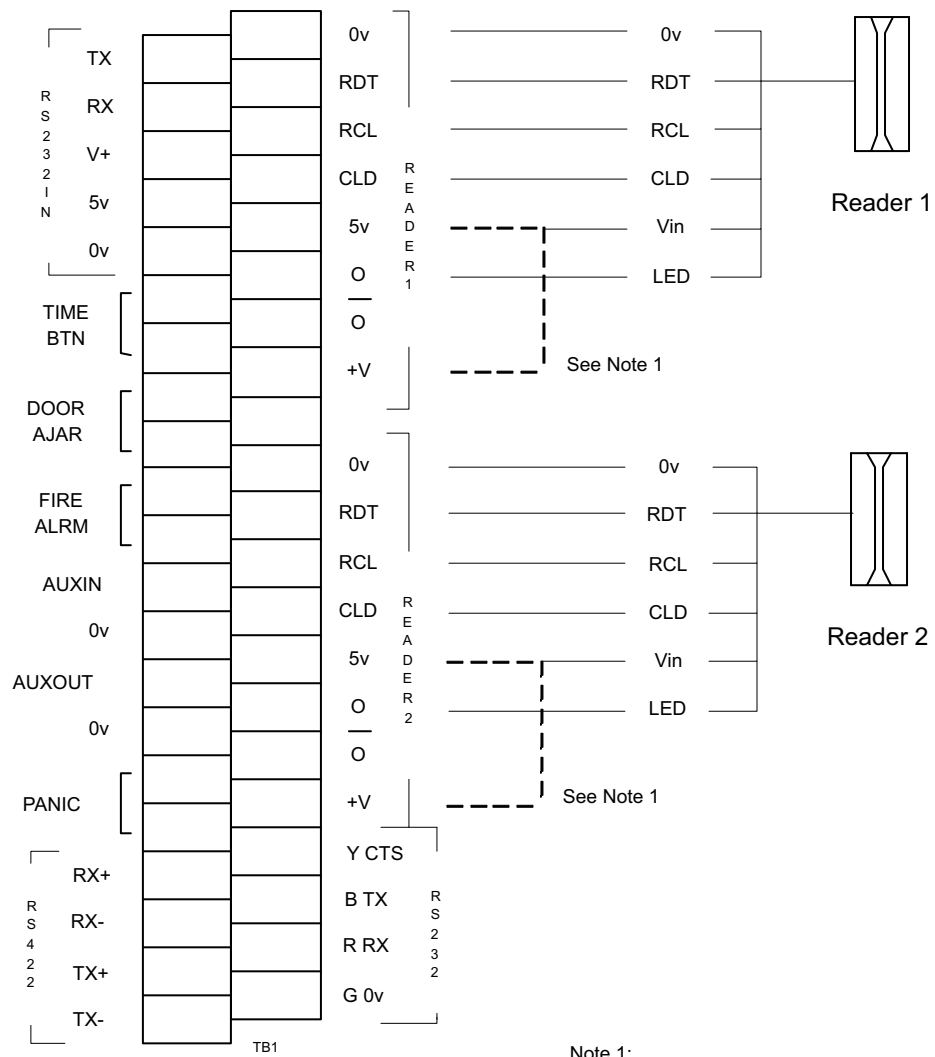 TX
RX
V+
5v
0v
RS232IN
TIME
BTN
DOOR
AJAR
FIRE
ALRM
AUXIN
0v
AUXOUT
0v
PANIC
RX+
RX-
TX+
TX-
RS422
TB1
0v
RDT
RCL
CLD
5v
O
O
+V
READER1
0v
RDT
RCL
CLD
5v
O
O
+V
READER2
Y CTS
B TX
R RX
G 0v
RS232
0v
RDT
RCL
CLD
Vin
LED
See Note 1
Reader 1
0v
RDT
RCL
CLD
Vin
LED
See Note 1
Reader 2
Note 1: